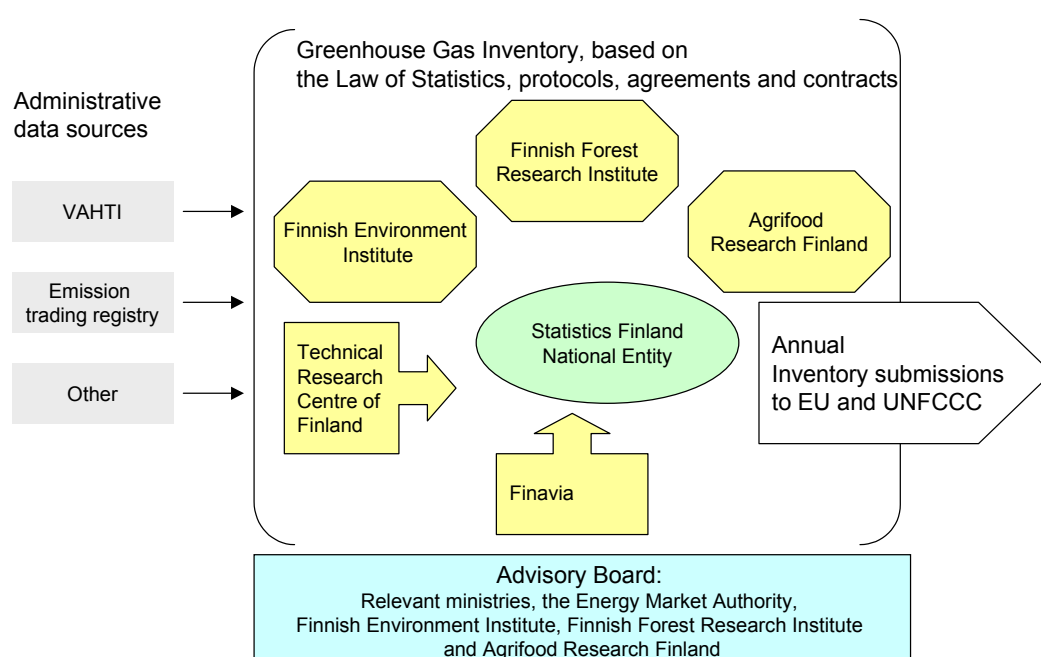 Greenhouse Gas Inventory, based on
the Law of Statistics, protocols, agreements and contracts
Administrative
data sources
VAHTI
Emission
trading registry
Other
Finnish Forest
Research Institute
Finnish Environment
Institute
Agrifood
Research Finland
Statistics Finland
National Entity
Technical
Research
Centre of
Finland
Finavia
Annual
Inventory submissions
to EU and UNFCCC
Advisory Board:
Relevant ministries, the Energy Market Authority,
Finnish Environment Institute, Finnish Forest Research Institute
and Agrifood Research Finland